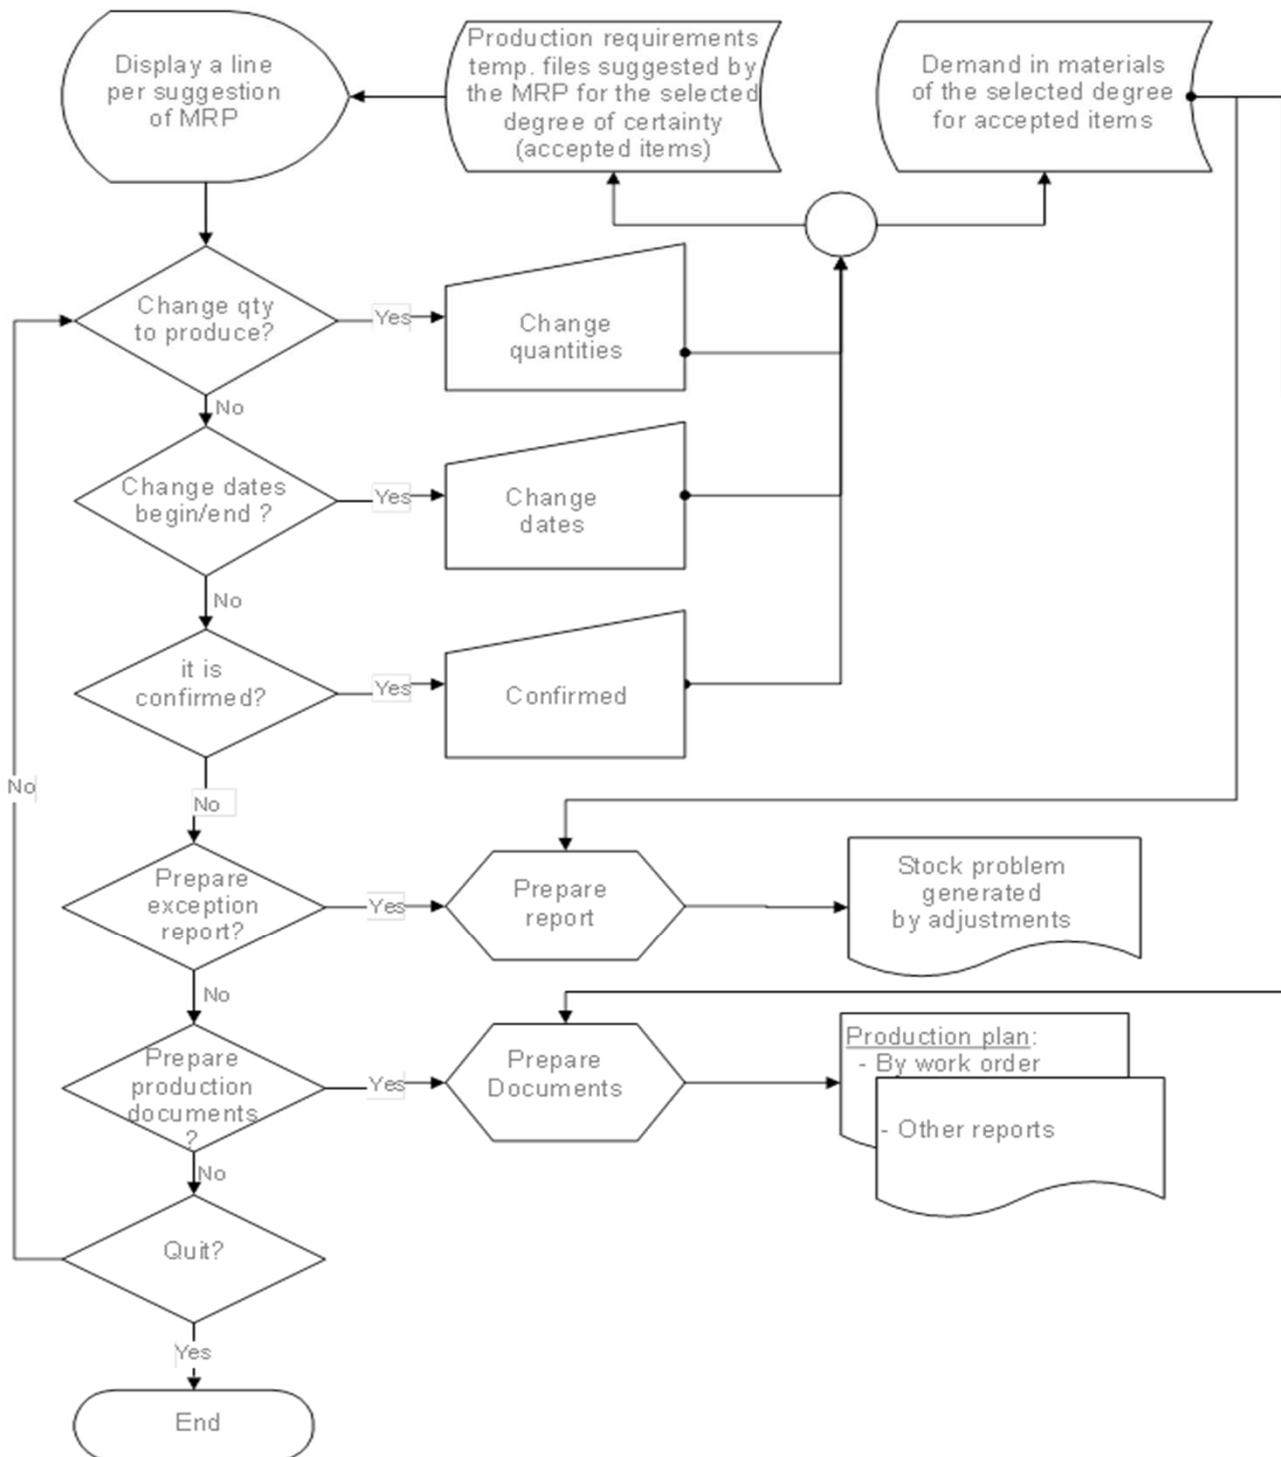 Display a line
per suggestion
of MRP
Production requirements
temp. files suggested by
the MRP for the selected
degree of certainty
(accepted items)
Demand in materials
of the selected degree
for accepted items
Change qty
to produce?
Yes
Change
quantities
No
Change dates
begin/end ?
Yes
Change
dates
No
it is
confirmed?
Yes
Confirmed
No
No
Prepare
exception
report?
Yes
Prepare
report
Stock problem
generated
by adjustments
No
Prepare
production
documents
?
Yes
Prepare
Documents
Production plan:
- By work order
- Other reports
No
Quit?
Yes
End